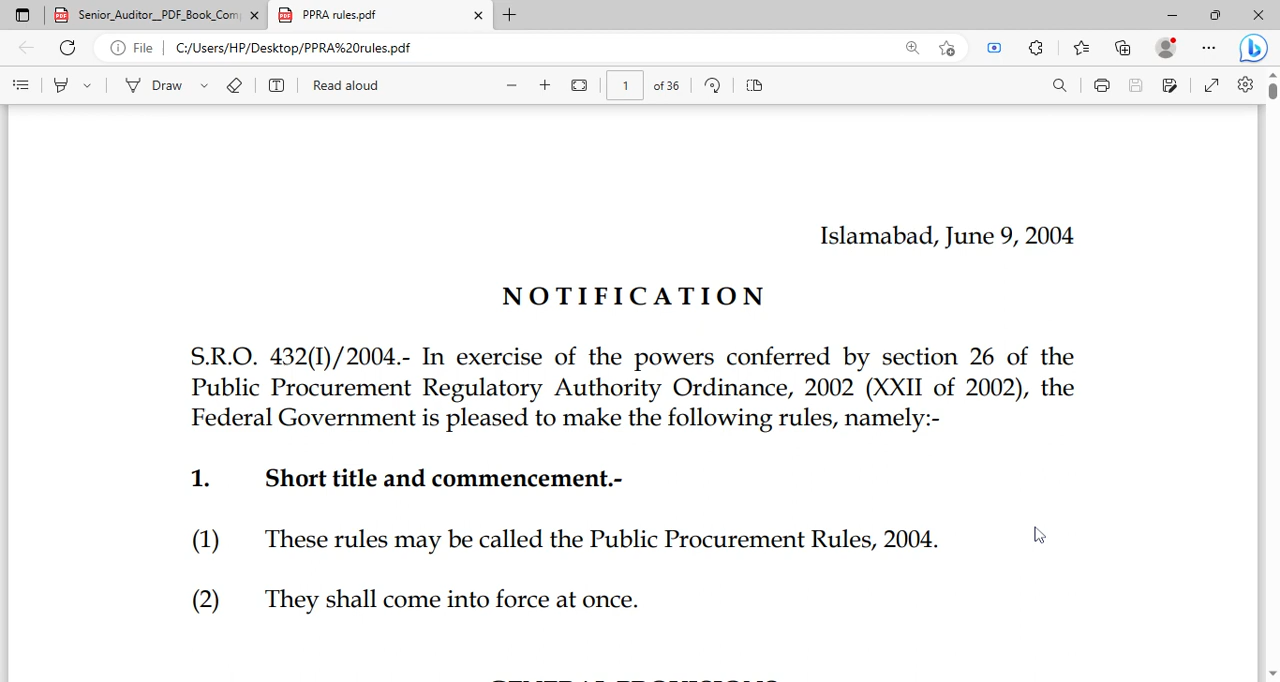 Senior_Auditor__PDF_Book_Com
PPRA rules.pdf
File
C:/Users/HP/Desktop/PPRA%20rules.pdf
Draw
Read aloud
1
of 36
Islamabad, June 9, 2004
NOTIFICATION
S.R.O. 432(I)/2004.- In exercise of the powers conferred by section 26 of the
Public Procurement Regulatory Authority Ordinance, 2002 (XXII of 2002), the
Federal Government is pleased to make the following rules, namely:-
1. Short title and commencement.-
(1) These rules may be called the Public Procurement Rules, 2004.
(2) They shall come into force at once.